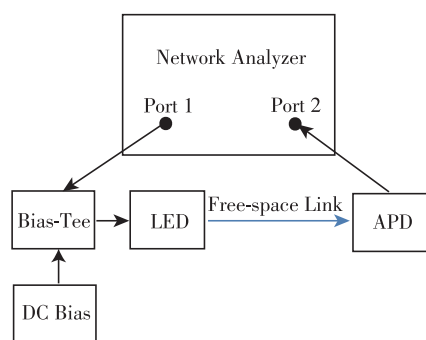 Network Analyzer
Port 1
Port 2
Bias-Tee
LED
Free-space Link
APD
DC Bias